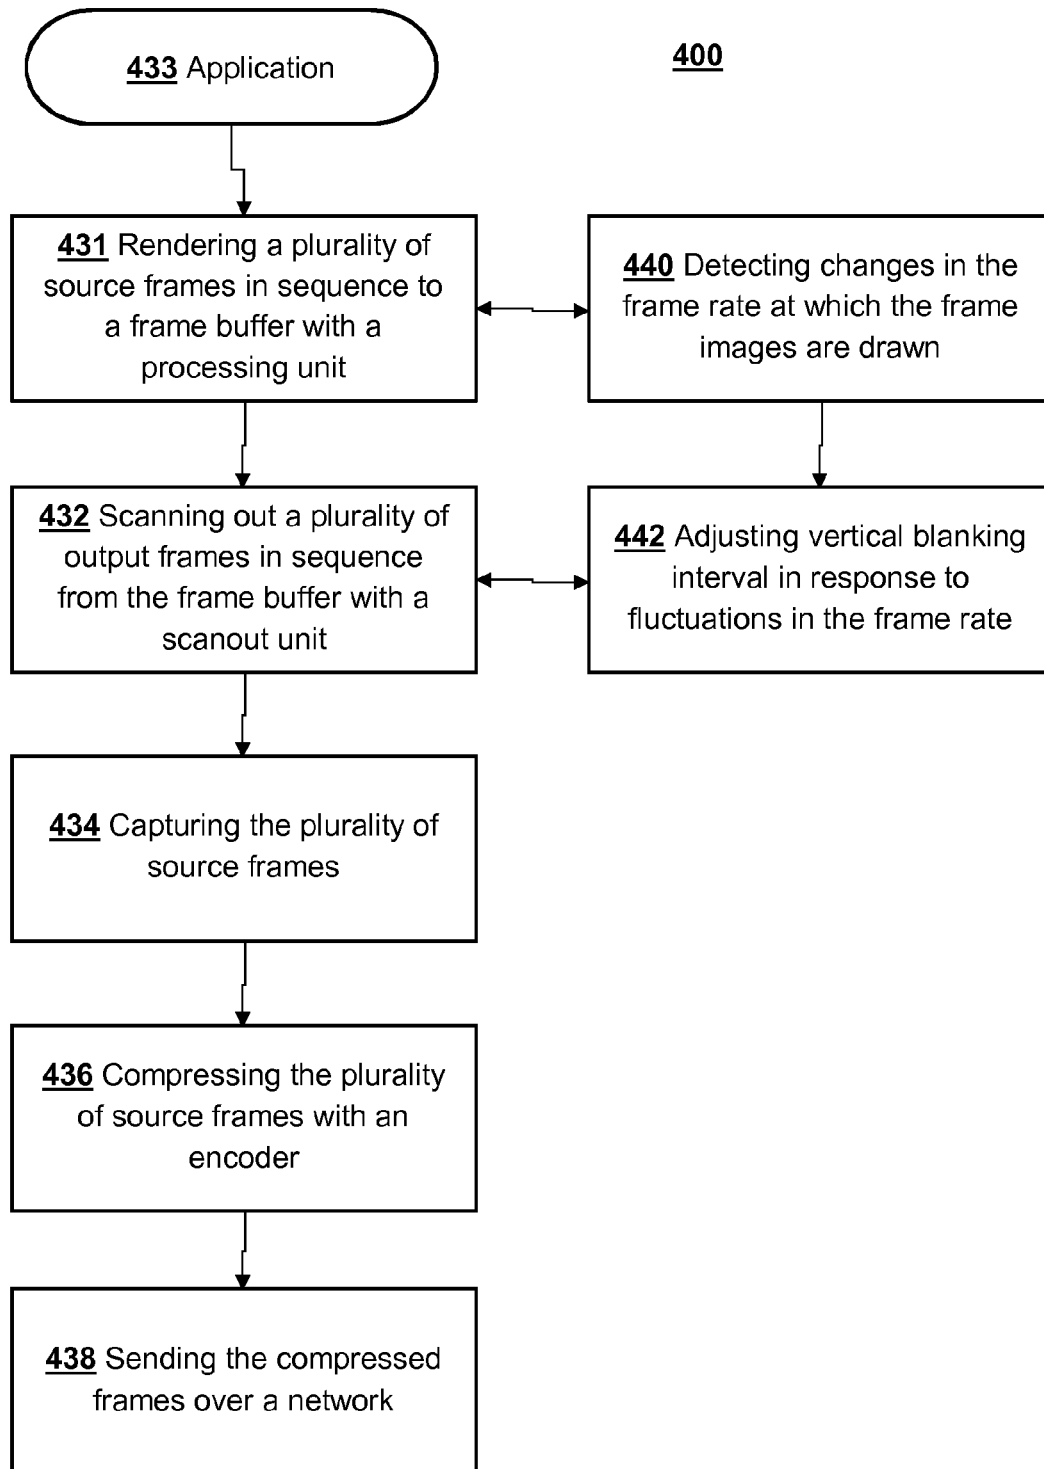 433 Application
400
431 Rendering a plurality of
source frames in sequence to
a frame buffer with a
processing unit
440 Detecting changes in the
frame rate at which the frame
images are drawn
432 Scanning out a plurality of
output frames in sequence
from the frame buffer with a
scanout unit
442 Adjusting vertical blanking
interval in response to
fluctuations in the frame rate
434 Capturing the plurality of
source frames
436 Compressing the plurality
of source frames with an
encoder
438 Sending the compressed
frames over a network